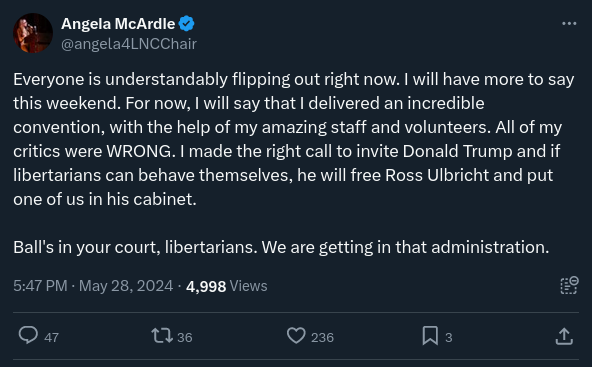 Angela McArdle
@angela4LNCChair
Everyone is understandably flipping out right now. I will have more to say
this weekend. For now, I will say that I delivered an incredible
convention, with the help of my amazing staff and volunteers. All of my
critics were WRONG. I made the right call to invite Donald Trump and if
libertarians can behave themselves, he will free Ross Ulbricht and put
one of us in his cabinet.
Ball's in your court, libertarians. We are getting in that administration.
5:47 PM · May 28, 2024 · 4,998 Views
47 36 236 3